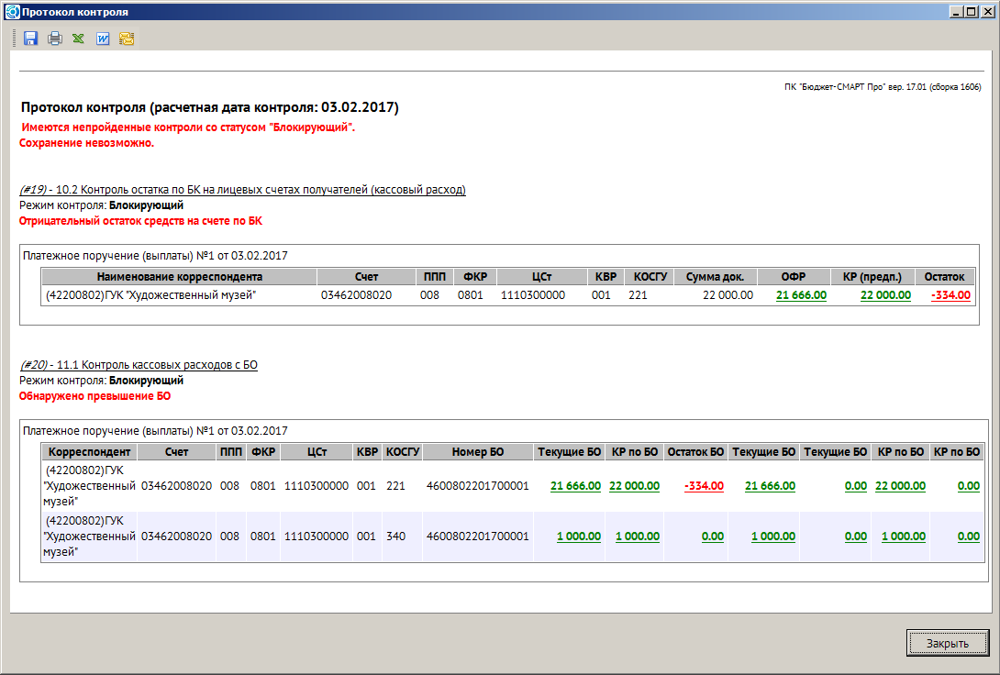 Протокол контроля
ПК "Бюджет-СМАРТ Про" вер. 17.01 (сборка 1606)
Протокол контроля (расчетная дата контроля: 03.02.2017)
Имеются непройденные контроли со статусом "Блокирующий".
Сохранение невозможно.
(#19) - 10.2 Контроль остатка по БК на лицевых счетах получателей (кассовый расход)
Режим контроля: Блокирующий
Отрицательный остаток средств на счете по БК
Платежное поручение (выплаты) №1 от 03.02.2017
Наименование корреспондента Счет ППП ФКР ЦСт КВР КОСГУ Сумма док. ОФР КР (предп.) Остаток
(42200802)ГУК "Художественный музей" 03462008020 008 0801 1110300000 001 221 22 000.00 21 666.00 22 000.00 -334.00
(#20) - 11.1 Контроль кассовых расходов с БО
Режим контроля: Блокирующий
Обнаружено превышение БО
Платежное поручение (выплаты) №1 от 03.02.2017
Корреспондент Счет ППП ФКР ЦСт КВР КОСГУ Номер БО Текущие БО КР по БО Остаток БО Текущие БО Текущие БО КР по БО КР по БО
(42200802)ГУК
"Художественный 03462008020 008 0801 1110300000 001 221 4600802201700001 21 666.00 22 000.00 -334.00 21 666.00 0.00 22 000.00 0.00
музей"
(42200802)ГУК
"Художественный 03462008020 008 0801 1110300000 001 340 4600802201700001 1 000.00 1 000.00 0.00 1 000.00 0.00 1 000.00 0.00
музей"
Закрыть